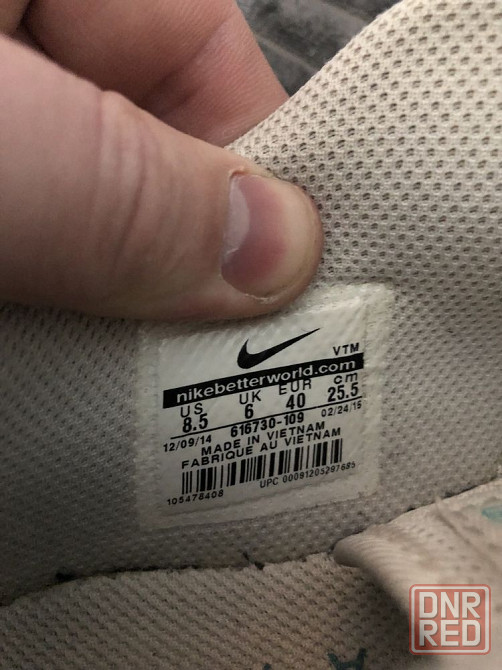 VTM
nikebetterworld.com
US UK EUR cm
8.5 6 40 25.5
616730-109
12/09/14 02/24/15
MADE IN VIETNAM
FABRIQUE AU VIETNAM
105478408 UPC 00091205297685
DNR
RED